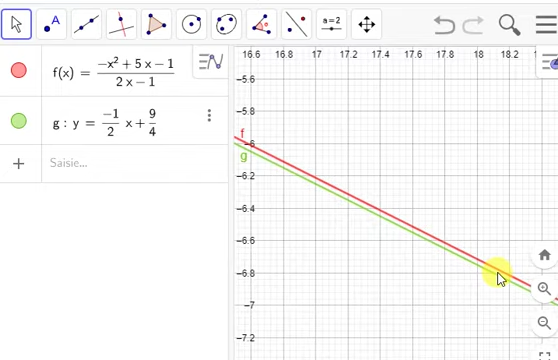 a=2
f(x) = (−x² + 5 x − 1) / (2 x − 1)
g : y = −1/2 x + 9/4
+ Saisie...
16.6 16.8 17 17.2 17.4 17.6 17.8 18 18.2
−5.6
−5.8
f
−6
g
−6.2
−6.4
−6.6
−6.8
−7
−7.2